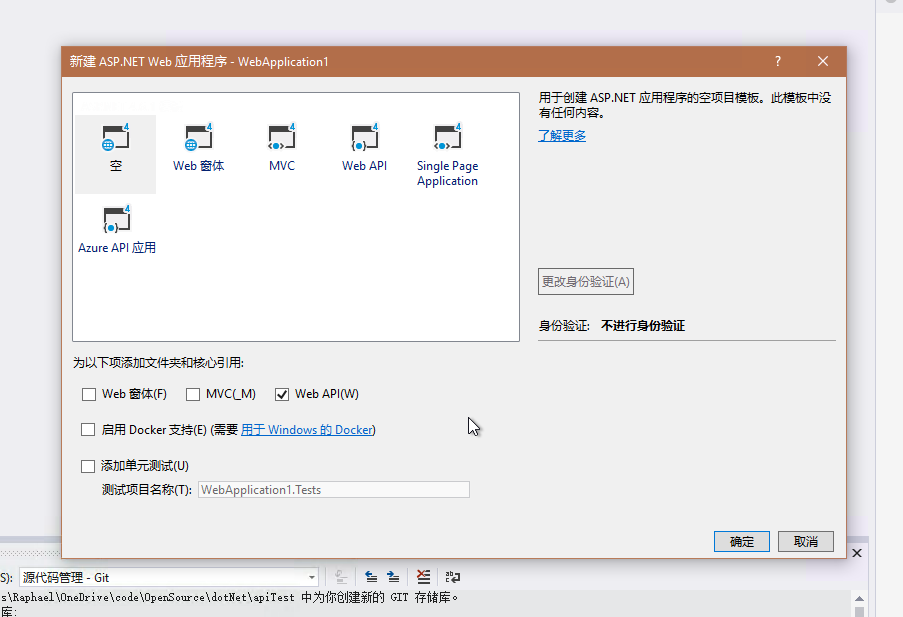 新建 ASP.NET Web 应用程序 - WebApplication1
?
空
Web 窗体
MVC
Web API
Single Page
Application
Azure API 应用
用于创建 ASP.NET 应用程序的空项目模板。此模板中没
有任何内容。
了解更多
更改身份验证(A)
身份验证: 不进行身份验证
为以下项添加文件夹和核心引用:
Web 窗体(F) MVC(_M) Web API(W)
启用 Docker 支持(E) (需要 用于 Windows 的 Docker)
添加单元测试(U)
测试项目名称(T): WebApplication1.Tests
确定 取消
S): 源代码管理 - Git
s\Raphael\OneDrive\code\OpenSource\dotNet\apiTest 中为你创建新的 GIT 存储库。
库: